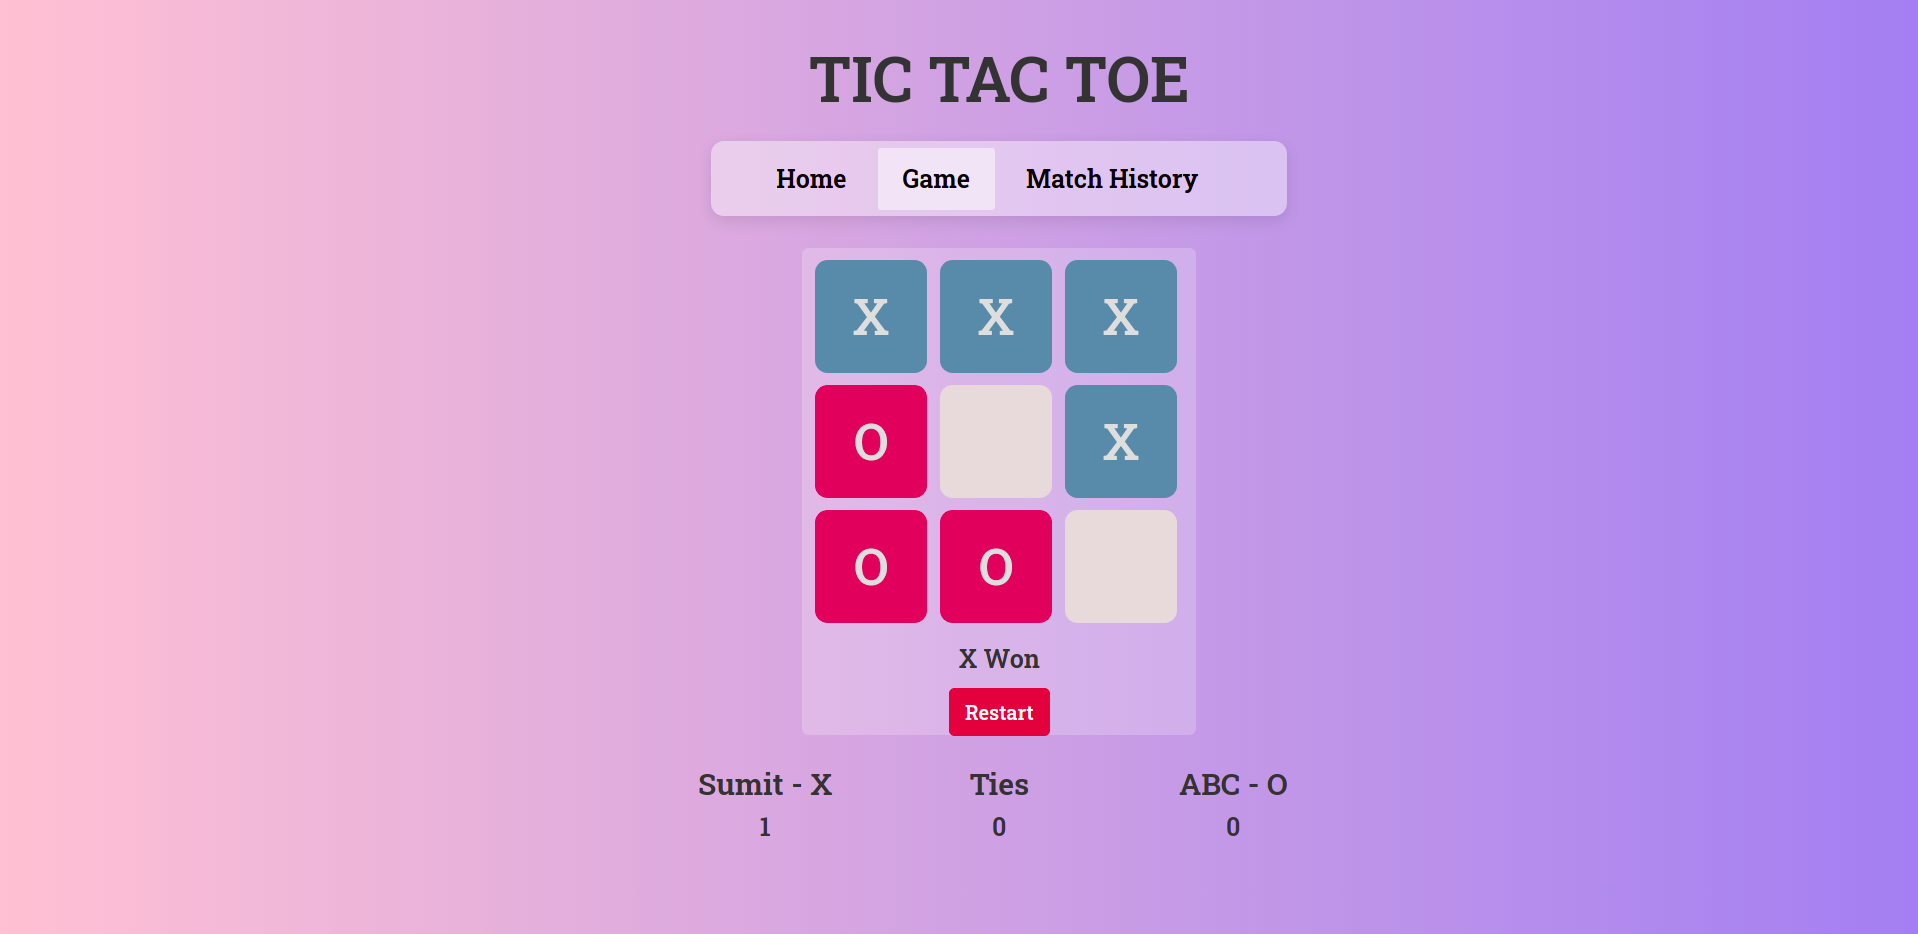 TIC TAC TOE
Home Game Match History
X X X
O X
O O
X Won
Restart
Sumit - X Ties ABC - O
1 0 0